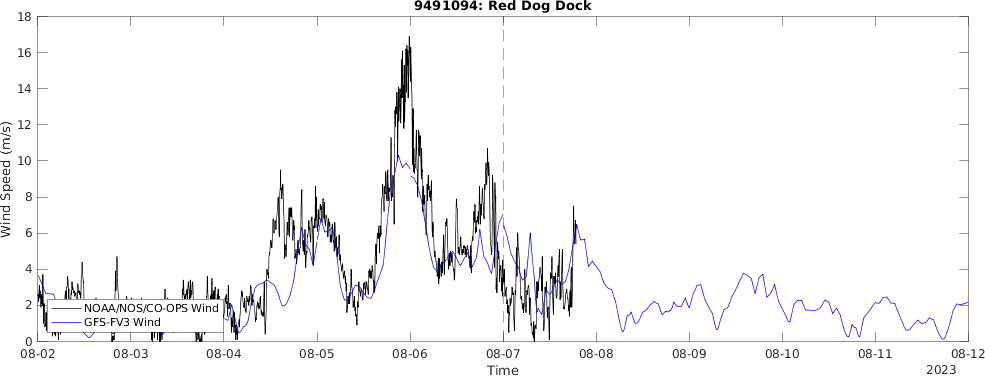 9491094: Red Dog Dock
18
16
14
12
10
8
6
4
2
0
Wind Speed (m/s)
NOAA/NOS/CO-OPS Wind
GFS-FV3 Wind
08-02 08-03 08-04 08-05 08-06 08-07 08-08 08-09 08-10 08-11 08-12
Time
2023